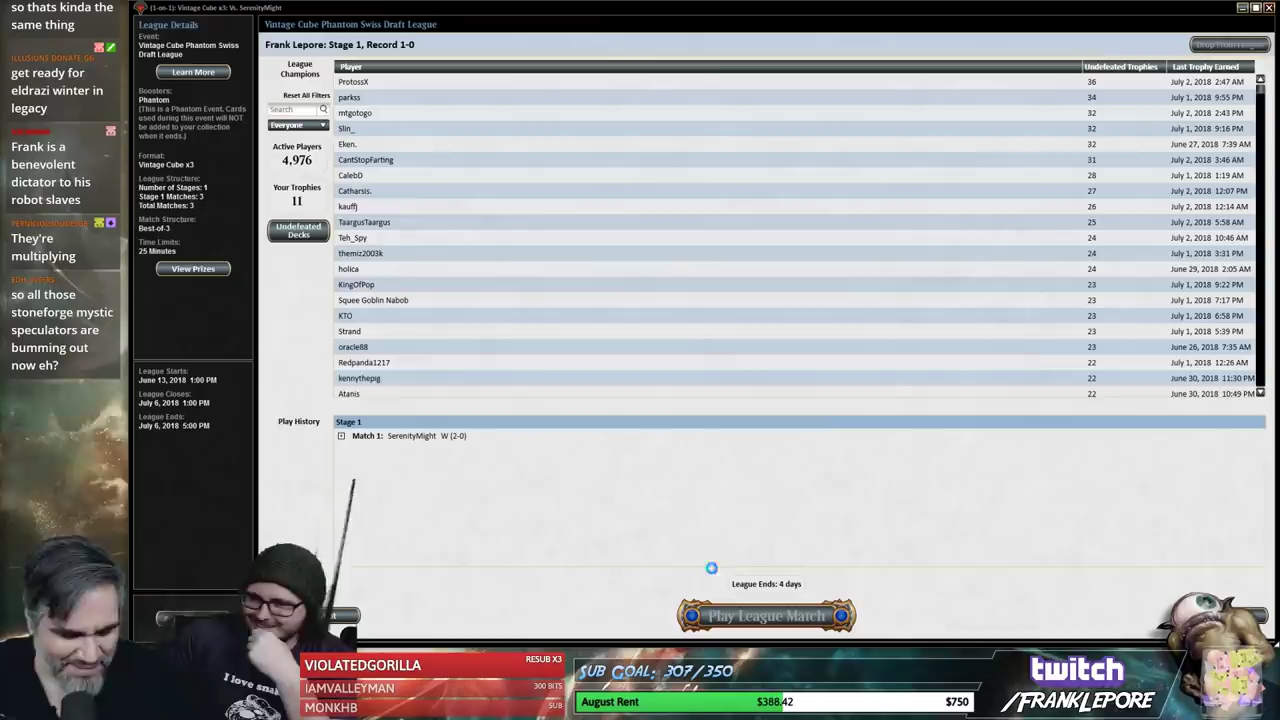 so thats kinda the
same thing
ILLUSIONS DONATE GG
get ready for
eldrazi winter in
legacy
Frank is a
benevolent
dictator to his
robot slaves
They're
multiplying
so all those
stoneforge mystic
speculators are
bumming out
now eh?
(1-on-1): Vintage Cube x3: Vs. SerenityMight
League Details
Event:
Vintage Cube Phantom Swiss
Draft League
Learn More
Boosters:
Phantom
(This is a Phantom Event. Cards
used during this event will NOT
be added to your collection
when it ends.)
Format:
Vintage Cube x3
League Structure:
Number of Stages: 1
Stage 1 Matches: 3
Total Matches: 3
Match Structure:
Best-of-3
Time Limits:
25 Minutes
View Prizes
League Starts:
June 13, 2018 1:00 PM
League Closes:
July 6, 2018 1:00 PM
League Ends:
July 6, 2018 5:00 PM
Vintage Cube Phantom Swiss Draft League
Frank Lepore: Stage 1, Record 1-0
Drop From League
League
Champions
Reset All Filters
Search
Everyone
Active Players
4,976
Your Trophies
11
Undefeated
Decks
Player Undefeated Trophies Last Trophy Earned
ProtossX 36 July 2, 2018 2:47 AM
parkss 34 July 1, 2018 9:55 PM
mtgotogo 32 July 2, 2018 2:43 PM
Slin_ 32 July 1, 2018 9:16 PM
Eken. 32 June 27, 2018 7:39 AM
CantStopFarting 31 July 2, 2018 3:46 AM
CalebD 28 July 1, 2018 1:19 AM
Catharsis. 27 July 2, 2018 12:07 PM
kauffj 26 July 2, 2018 12:14 AM
TaargusTaargus 25 July 2, 2018 5:58 AM
Teh_Spy 24 July 2, 2018 10:46 AM
themiz2003k 24 July 1, 2018 3:31 PM
holica 24 June 29, 2018 2:05 AM
KingOfPop 23 July 1, 2018 9:22 PM
Squee Goblin Nabob 23 July 1, 2018 7:17 PM
KTO 23 July 1, 2018 6:58 PM
Strand 23 July 1, 2018 5:39 PM
oracle88 23 June 26, 2018 7:35 AM
Redpanda1217 22 July 1, 2018 12:26 AM
kennythepig 22 June 30, 2018 11:30 PM
Atanis 22 June 30, 2018 10:49 PM
Play History
Stage 1
Match 1: SerenityMight W (2-0)
League Ends: 4 days
Play League Match
I love sna
VIOLATEDGORILLA RESUB X3
IAMVALLEYMAN 300 BITS
MONKHB SUB
SUB GOAL: 307/350
August Rent $388.42 $750
twitch
/FRANKLEPORE